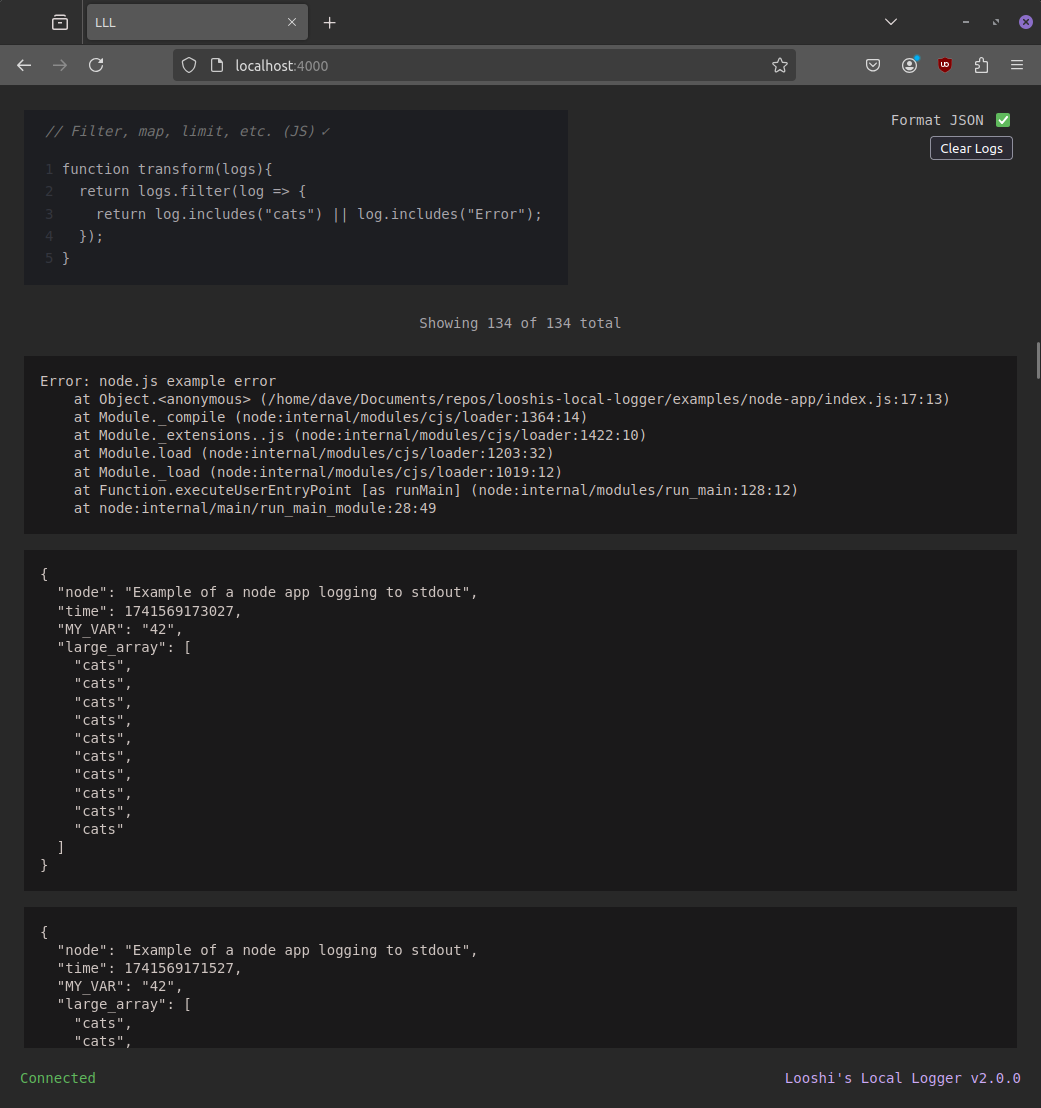 LLL
localhost:4000
// Filter, map, limit, etc. (JS) ✓
Format JSON ✅
Clear Logs
1 function transform(logs){
2   return logs.filter(log => {
3     return log.includes("cats") || log.includes("Error");
4   });
5 }
Showing 134 of 134 total
Error: node.js example error
    at Object.<anonymous> (/home/dave/Documents/repos/looshis-local-logger/examples/node-app/index.js:17:13)
    at Module._compile (node:internal/modules/cjs/loader:1364:14)
    at Module._extensions..js (node:internal/modules/cjs/loader:1422:10)
    at Module.load (node:internal/modules/cjs/loader:1203:32)
    at Module._load (node:internal/modules/cjs/loader:1019:12)
    at Function.executeUserEntryPoint [as runMain] (node:internal/modules/run_main:128:12)
    at node:internal/main/run_main_module:28:49
{
  "node": "Example of a node app logging to stdout",
  "time": 1741569173027,
  "MY_VAR": "42",
  "large_array": [
    "cats",
    "cats",
    "cats",
    "cats",
    "cats",
    "cats",
    "cats",
    "cats",
    "cats",
    "cats"
  ]
}
{
  "node": "Example of a node app logging to stdout",
  "time": 1741569171527,
  "MY_VAR": "42",
  "large_array": [
    "cats",
    "cats",
Connected
Looshi's Local Logger v2.0.0